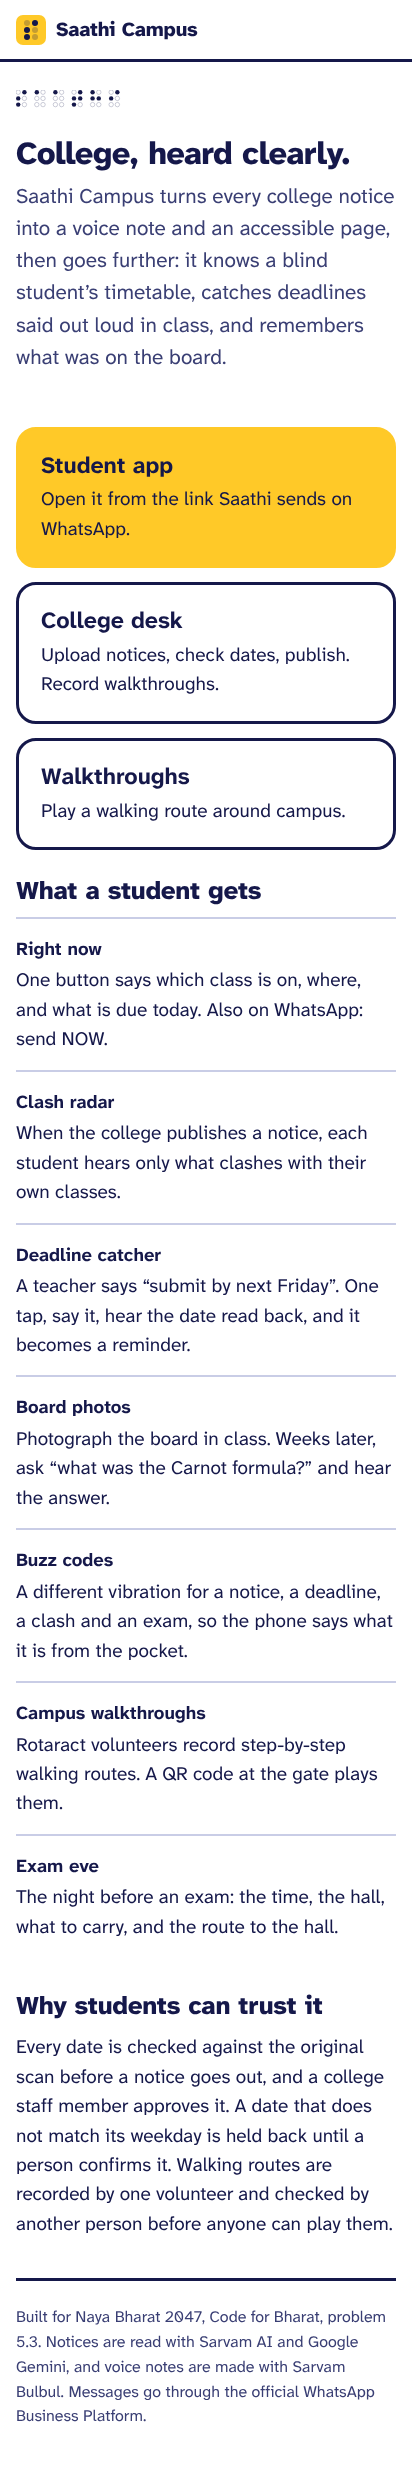 Saathi Campus
College, heard clearly.
Saathi Campus turns every college notice
into a voice note and an accessible page,
then goes further: it knows a blind
student’s timetable, catches deadlines
said out loud in class, and remembers
what was on the board.
Student app
Open it from the link Saathi sends on
WhatsApp.
College desk
Upload notices, check dates, publish.
Record walkthroughs.
Walkthroughs
Play a walking route around campus.
What a student gets
Right now
One button says which class is on, where,
and what is due today. Also on WhatsApp:
send NOW.
Clash radar
When the college publishes a notice, each
student hears only what clashes with their
own classes.
Deadline catcher
A teacher says “submit by next Friday”. One
tap, say it, hear the date read back, and it
becomes a reminder.
Board photos
Photograph the board in class. Weeks later,
ask “what was the Carnot formula?” and hear
the answer.
Buzz codes
A different vibration for a notice, a deadline,
a clash and an exam, so the phone says what
it is from the pocket.
Campus walkthroughs
Rotaract volunteers record step-by-step
walking routes. A QR code at the gate plays
them.
Exam eve
The night before an exam: the time, the hall,
what to carry, and the route to the hall.
Why students can trust it
Every date is checked against the original
scan before a notice goes out, and a college
staff member approves it. A date that does
not match its weekday is held back until a
person confirms it. Walking routes are
recorded by one volunteer and checked by
another person before anyone can play them.
Built for Naya Bharat 2047, Code for Bharat, problem
5.3. Notices are read with Sarvam AI and Google
Gemini, and voice notes are made with Sarvam
Bulbul. Messages go through the official WhatsApp
Business Platform.